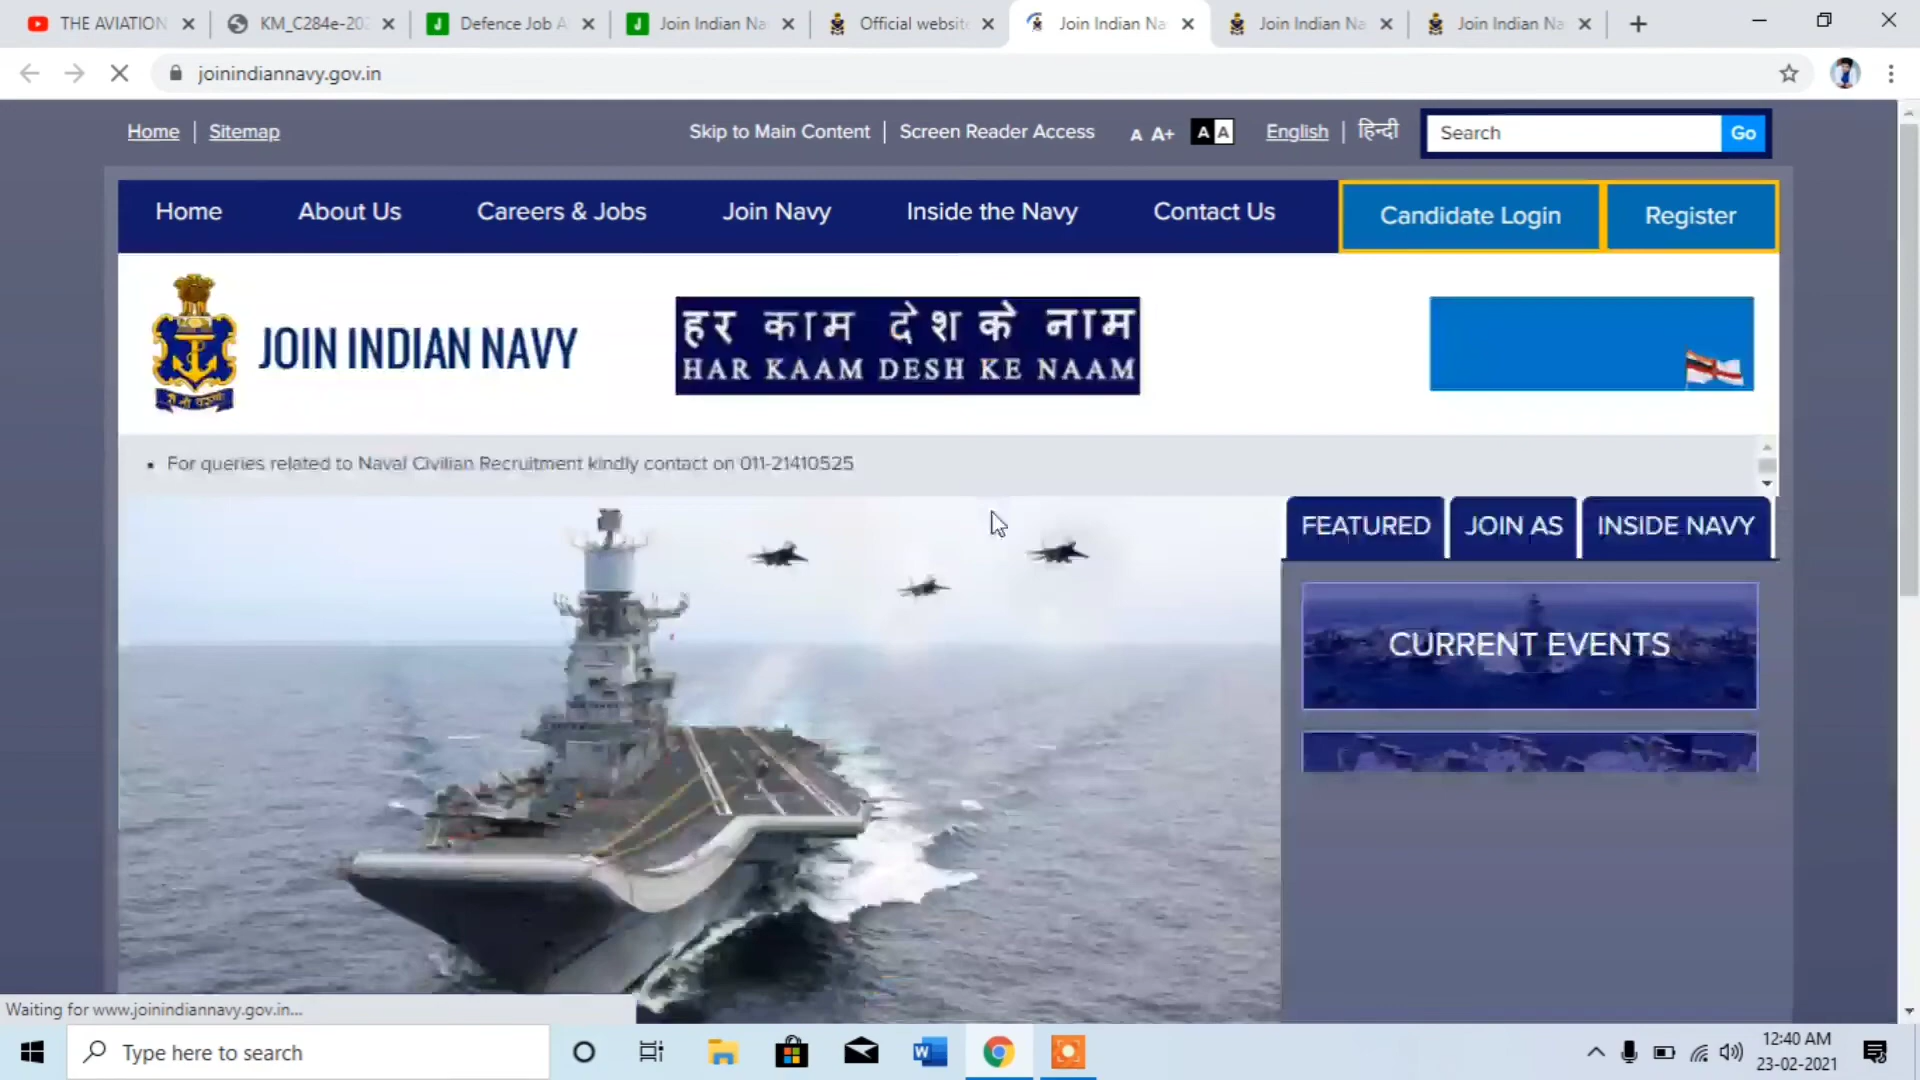 THE AVIATION
KM_C284e-202
Defence Job A
Join Indian Na
Official website
Join Indian Na
Join Indian Na
Join Indian Na
joinindiannavy.gov.in
Home | Sitemap
Skip to Main Content | Screen Reader Access
A A+ A A
English | हिन्दी
Search
Go
Home
About Us
Careers & Jobs
Join Navy
Inside the Navy
Contact Us
Candidate Login
Register
JOIN INDIAN NAVY
हर काम देश के नाम
HAR KAAM DESH KE NAAM
For queries related to Naval Civilian Recruitment kindly contact on 011-21410525
FEATURED
JOIN AS
INSIDE NAVY
CURRENT EVENTS
Waiting for www.joinindiannavy.gov.in...
Type here to search
12:40 AM
23-02-2021